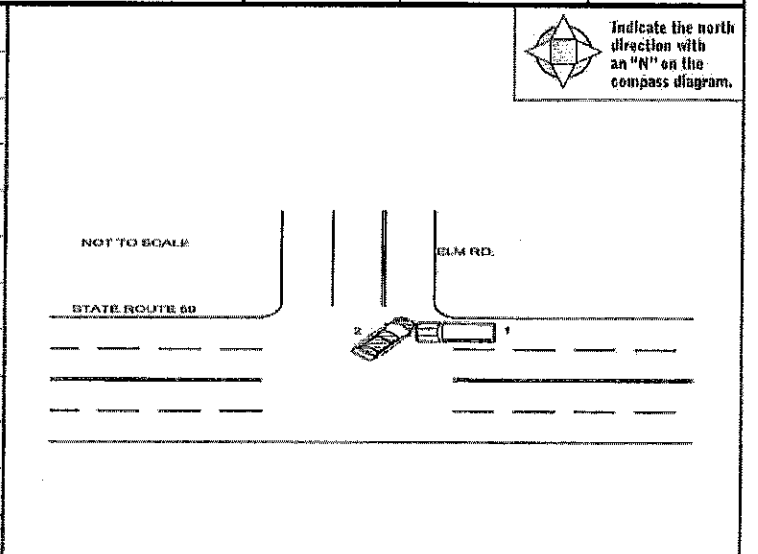 Indicate the north
direction with
an "N" on the
compass diagram.
NOT TO SCALE
ELM RD.
STATE ROUTE 59
2
1